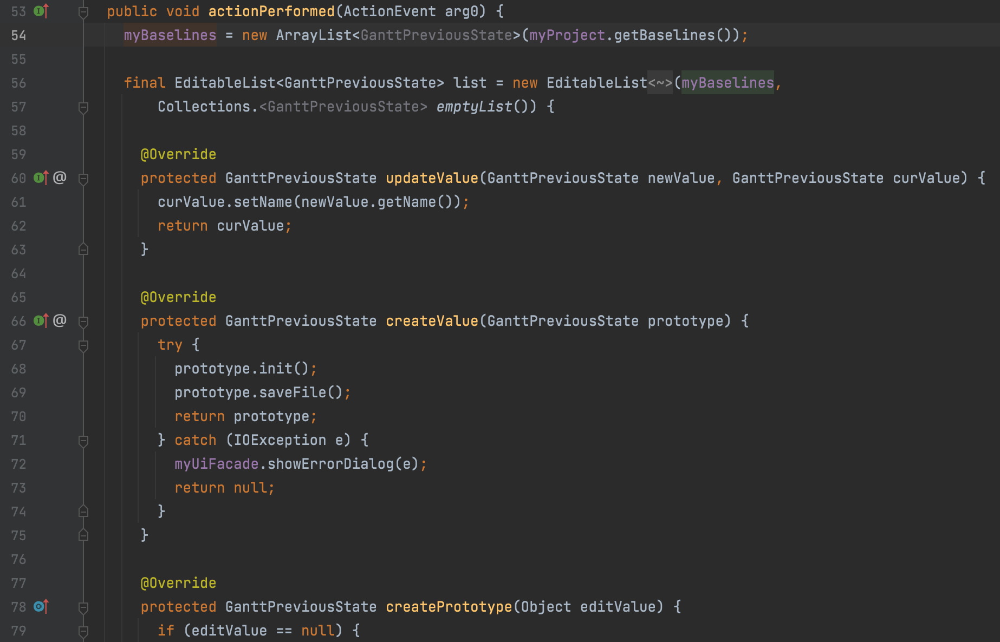 53 public void actionPerformed(ActionEvent arg0) {
54 myBaselines = new ArrayList<GanttPreviousState>(myProject.getBaselines());
55
56 final EditableList<GanttPreviousState> list = new EditableList<~>(myBaselines,
57 Collections.<GanttPreviousState> emptyList()) {
58
59 @Override
60 @ protected GanttPreviousState updateValue(GanttPreviousState newValue, GanttPreviousState curValue) {
61 curValue.setName(newValue.getName());
62 return curValue;
63 }
64
65 @Override
66 @ protected GanttPreviousState createValue(GanttPreviousState prototype) {
67 try {
68 prototype.init();
69 prototype.saveFile();
70 return prototype;
71 } catch (IOException e) {
72 myUiFacade.showErrorDialog(e);
73 return null;
74 }
75 }
76
77 @Override
78 protected GanttPreviousState createPrototype(Object editValue) {
79 if (editValue == null) {